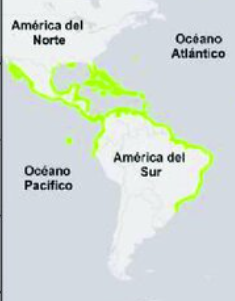 América del
Norte
Océano
Atlántico
América del
Sur
Océano
Pacífico